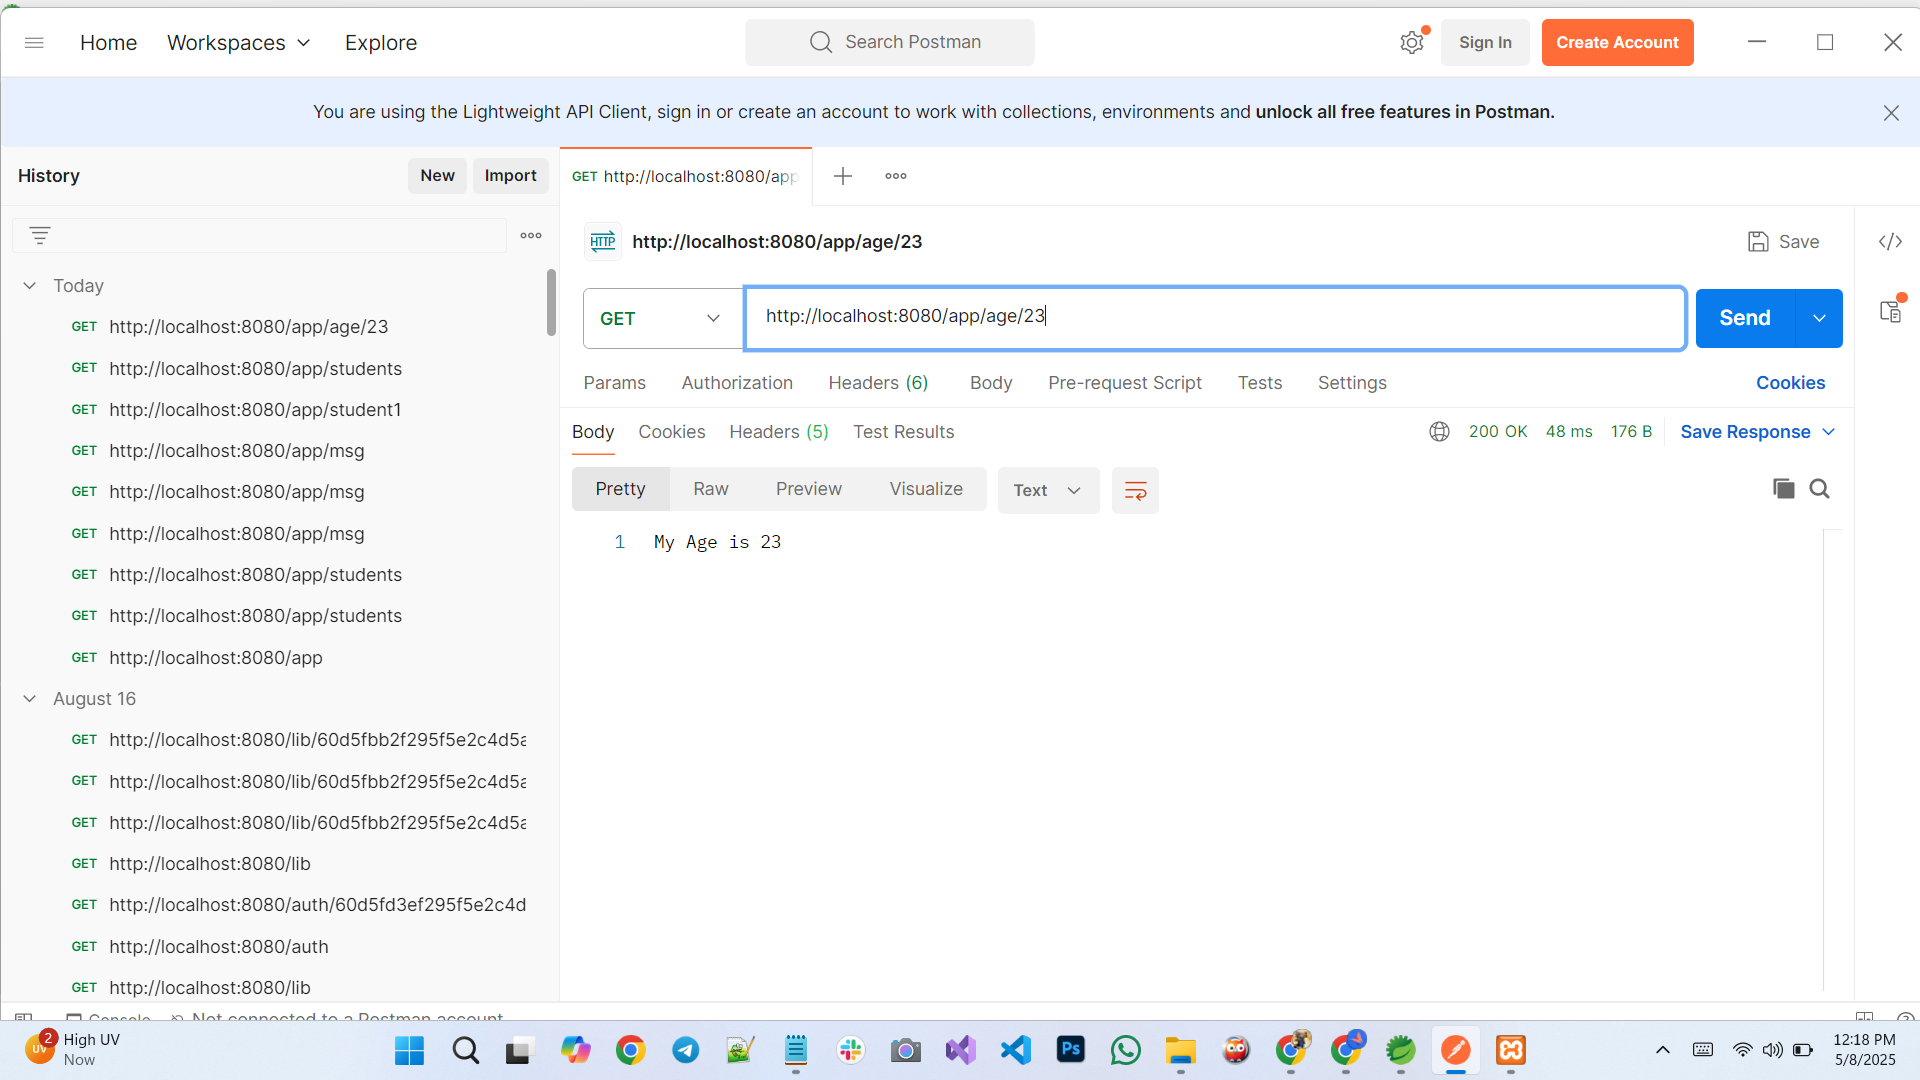 Home Workspaces Explore Search Postman Sign In Create Account
You are using the Lightweight API Client, sign in or create an account to work with collections, environments and unlock all free features in Postman.
History New Import
GET http://localhost:8080/app
HTTP http://localhost:8080/app/age/23 Save
GET http://localhost:8080/app/age/23 Send
Params Authorization Headers (6) Body Pre-request Script Tests Settings Cookies
Body Cookies Headers (5) Test Results 200 OK 48 ms 176 B Save Response
Pretty Raw Preview Visualize Text
1 My Age is 23
Today
GET http://localhost:8080/app/age/23
GET http://localhost:8080/app/students
GET http://localhost:8080/app/student1
GET http://localhost:8080/app/msg
GET http://localhost:8080/app/msg
GET http://localhost:8080/app/msg
GET http://localhost:8080/app/students
GET http://localhost:8080/app/students
GET http://localhost:8080/app
August 16
GET http://localhost:8080/lib/60d5fbb2f295f5e2c4d5a
GET http://localhost:8080/lib/60d5fbb2f295f5e2c4d5a
GET http://localhost:8080/lib/60d5fbb2f295f5e2c4d5a
GET http://localhost:8080/lib
GET http://localhost:8080/auth/60d5fd3ef295f5e2c4d
GET http://localhost:8080/auth
GET http://localhost:8080/lib
Console Not connected to a Postman account
UV 2 High UV
Now
Ps
12:18 PM
5/8/2025